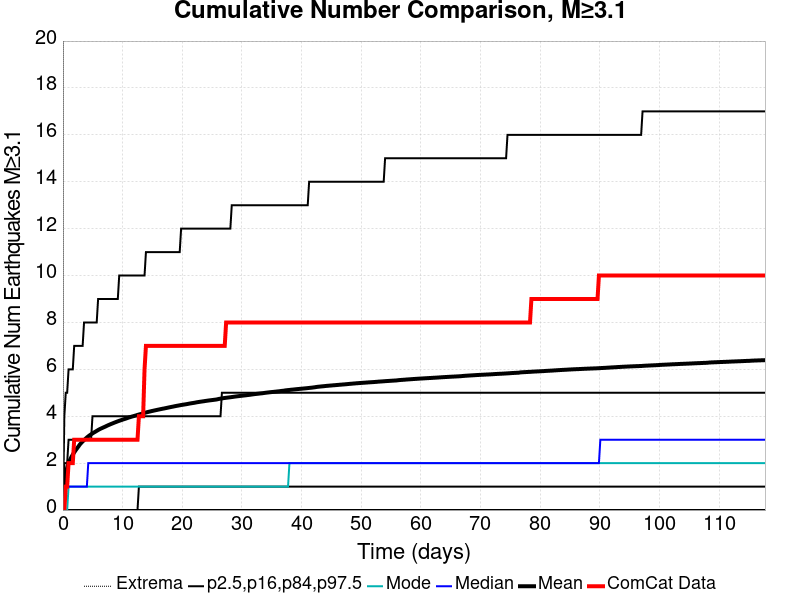 Cumulative Number Comparison, M≥3.1
Cumulative Num Earthquakes M≥3.1
20
18
16
14
12
10
8
6
4
2
0
0 10 20 30 40 50 60 70 80 90 100 110
Time (days)
Extrema p2.5,p16,p84,p97.5 Mode Median Mean ComCat Data